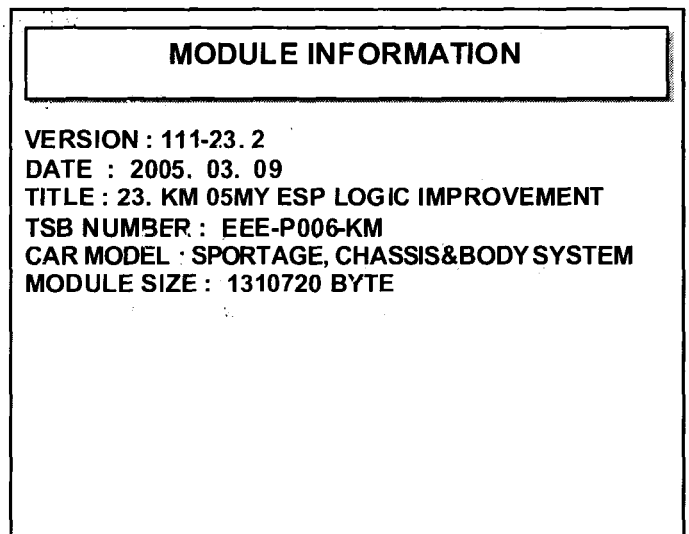 MODULE INFORMATION
VERSION : 111-23. 2
DATE : 2005. 03. 09
TITLE : 23. KM 05MY ESP LOGIC IMPROVEMENT
TSB NUMBER : EEE-P006-KM
CAR MODEL : SPORTAGE, CHASSIS&BODY SYSTEM
MODULE SIZE : 1310720 BYTE